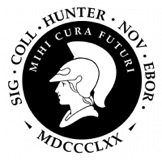 SIG · COLL · HUNTER · NOV · EBOR ·
MIHI CURA FUTURI
MDCCCLXX